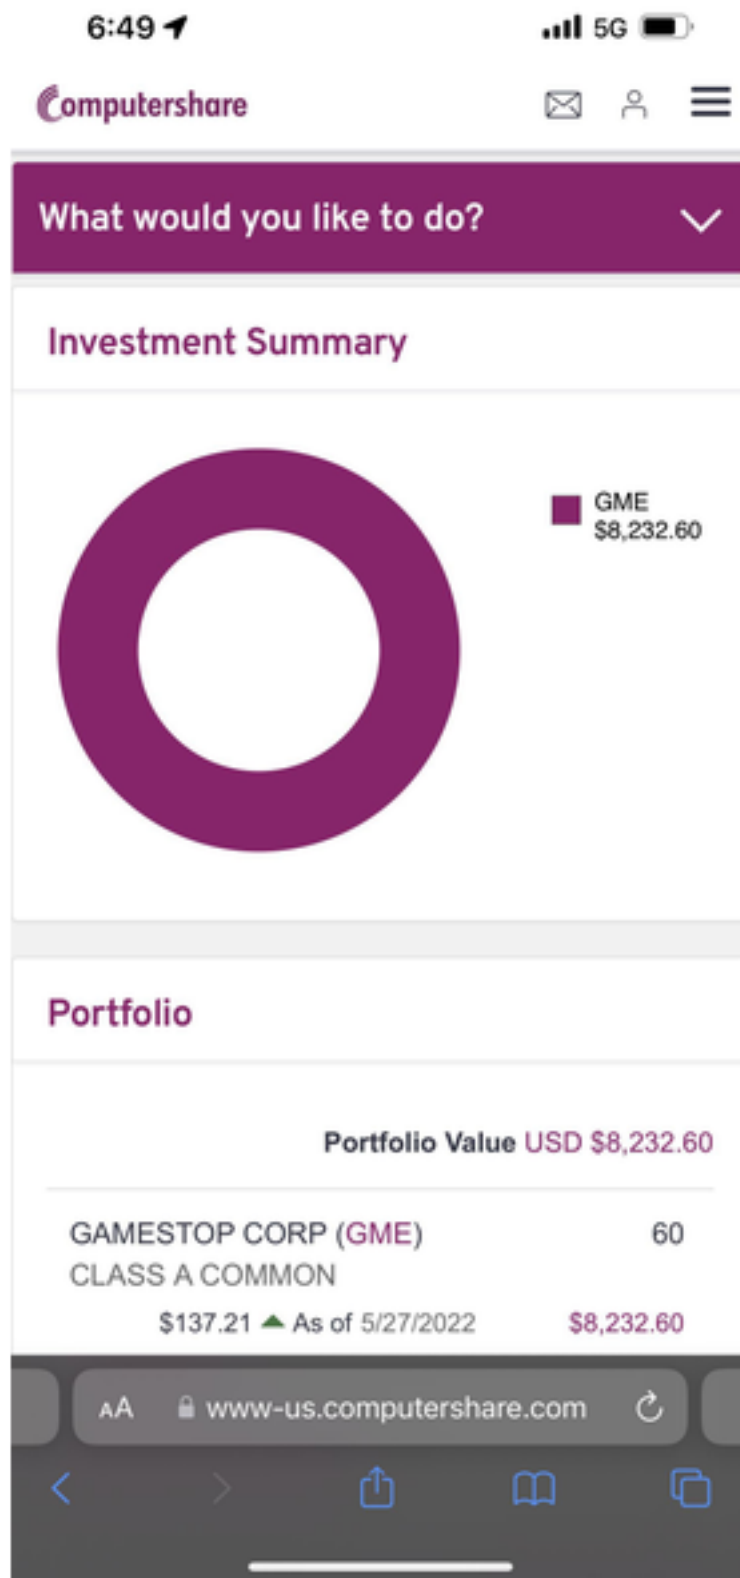 6:49 5G
Computershare
What would you like to do?
Investment Summary
GME
$8,232.60
Portfolio
Portfolio Value USD $8,232.60
GAMESTOP CORP (GME) 60
CLASS A COMMON
$137.21 As of 5/27/2022 $8,232.60
AA www-us.computershare.com